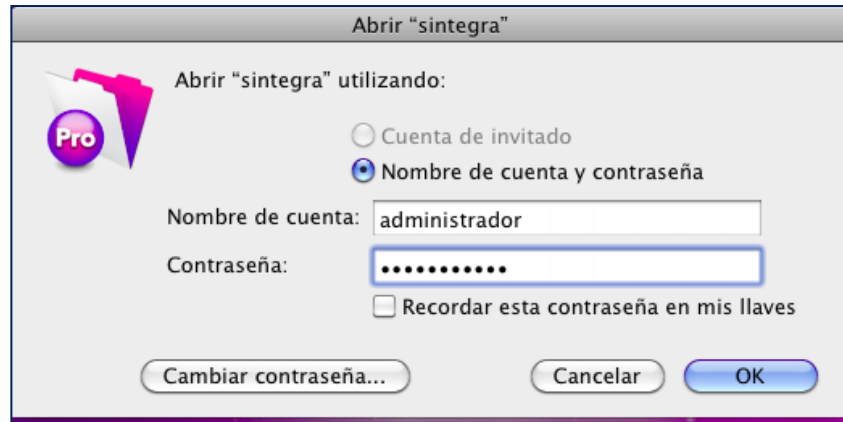 Abrir “sintegra”
Abrir “sintegra” utilizando:
Pro
Cuenta de invitado
Nombre de cuenta y contraseña
Nombre de cuenta: administrador
Contraseña: •••••••••••
Recordar esta contraseña en mis llaves
Cambiar contraseña... Cancelar OK